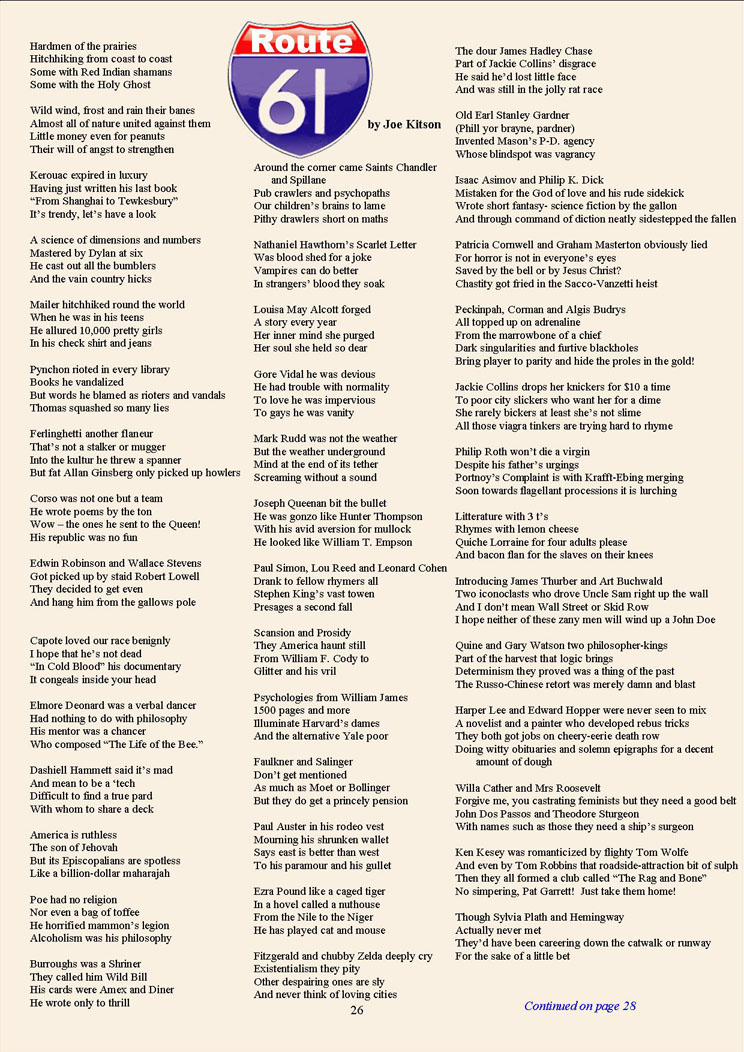 Route
61
by Joe Kitson
Hardmen of the prairies
Hitchhiking from coast to coast
Some with Red Indian shamans
Some with the Holy Ghost
Wild wind, frost and rain their banes
Almost all of nature united against them
Little money even for peanuts
Their will of angst to strengthen
Kerouac expired in luxury
Having just written his last book
“From Shanghai to Tewkesbury”
It’s trendy, let’s have a look
A science of dimensions and numbers
Mastered by Dylan at six
He cast out all the bumblers
And the vain country hicks
Mailer hitchhiked round the world
When he was in his teens
He allured 10,000 pretty girls
In his check shirt and jeans
Pynchon rioted in every library
Books he vandalized
But words he blamed as rioters and vandals
Thomas squashed so many lies
Ferlinghetti another flaneur
That’s not a stalker or mugger
Into the kultur he threw a spanner
But fat Allan Ginsberg only picked up howlers
Corso was not one but a team
He wrote poems by the ton
Wow – the ones he sent to the Queen!
His republic was no fun
Edwin Robinson and Wallace Stevens
Got picked up by staid Robert Lowell
They decided to get even
And hang him from the gallows pole
Capote loved our race benignly
I hope that he’s not dead
“In Cold Blood” his documentary
It congeals inside your head
Elmore Deonard was a verbal dancer
Had nothing to do with philosophy
His mentor was a chancer
Who composed “The Life of the Bee.”
Dashiell Hammett said it’s mad
And mean to be a ‘tech
Difficult to find a true pard
With whom to share a deck
America is ruthless
The son of Jehovah
But its Episcopalians are spotless
Like a billion-dollar maharajah
Poe had no religion
Nor even a bag of toffee
He horrified mammon’s legion
Alcoholism was his philosophy
Burroughs was a Shriner
They called him Wild Bill
His cards were Amex and Diner
He wrote only to thrill
Around the corner came Saints Chandler
and Spillane
Pub crawlers and psychopaths
Our children’s brains to lame
Pithy drawlers short on maths
Nathaniel Hawthorn’s Scarlet Letter
Was blood shed for a joke
Vampires can do better
In strangers’ blood they soak
Louisa May Alcott forged
A story every year
Her inner mind she purged
Her soul she held so dear
Gore Vidal he was devious
He had trouble with normality
To love he was impervious
To gays he was vanity
Mark Rudd was not the weather
But the weather underground
Mind at the end of its tether
Screaming without a sound
Joseph Queenan bit the bullet
He was gonzo like Hunter Thompson
With his avid aversion for mullock
He looked like William T. Empson
Paul Simon, Lou Reed and Leonard Cohen
Drank to fellow rhymers all
Stephen King’s vast towen
Presages a second fall
Scansion and Prosidy
They America haunt still
From William F. Cody to
Glitter and his vril
Psychologies from William James
1500 pages and more
Illuminate Harvard’s dames
And the alternative Yale poor
Faulkner and Salinger
Don’t get mentioned
As much as Moet or Bollinger
But they do get a princely pension
Paul Auster in his rodeo vest
Mourning his shrunken wallet
Says east is better than west
To his paramour and his gullet
Ezra Pound like a caged tiger
In a hovel called a nuthouse
From the Nile to the Niger
He has played cat and mouse
Fitzgerald and chubby Zelda deeply cry
Existentialism they pity
Other despairing ones are sly
And never think of loving cities
The dour James Hadley Chase
Part of Jackie Collins’ disgrace
He said he’d lost little face
And was still in the jolly rat race
Old Earl Stanley Gardner
(Phill yor brayne, pardner)
Invented Mason’s P-D. agency
Whose blindspot was vagrancy
Isaac Asimov and Philip K. Dick
Mistaken for the God of love and his rude sidekick
Wrote short fantasy- science fiction by the gallon
And through command of diction neatly sidestepped the fallen
Patricia Cornwell and Graham Masterton obviously lied
For horror is not in everyone’s eyes
Saved by the bell or by Jesus Christ?
Chastity got fried in the Sacco-Vanzetti heist
Peckinpah, Corman and Algis Budrys
All topped up on adrenaline
From the marrowbone of a chief
Dark singularities and furtive blackholes
Bring player to parity and hide the proles in the gold!
Jackie Collins drops her knickers for $10 a time
To poor city slickers who want her for a dime
She rarely bickers at least she’s not slime
All those viagra tinkers are trying hard to rhyme
Philip Roth won’t die a virgin
Despite his father’s urgings
Portnoy’s Complaint is with Krafft-Ebing merging
Soon towards flagellant processions it is lurching
Litterature with 3 t’s
Rhymes with lemon cheese
Quiche Lorraine for four adults please
And bacon flan for the slaves on their knees
Introducing James Thurber and Art Buchwald
Two iconoclasts who drove Uncle Sam right up the wall
And I don’t mean Wall Street or Skid Row
I hope neither of these zany men will wind up a John Doe
Quine and Gary Watson two philosopher-kings
Part of the harvest that logic brings
Determinism they proved was a thing of the past
The Russo-Chinese retort was merely damn and blast
Harper Lee and Edward Hopper were never seen to mix
A novelist and a painter who developed rebus tricks
They both got jobs on cheery-eerie death row
Doing witty obituaries and solemn epigraphs for a decent
amount of dough
Willa Cather and Mrs Roosevelt
Forgive me, you castrating feminists but they need a good belt
John Dos Passos and Theodore Sturgeon
With names such as those they need a ship’s surgeon
Ken Kesey was romanticized by flighty Tom Wolfe
And even by Tom Robbins that roadside-attraction bit of sulph
Then they all formed a club called “The Rag and Bone”
No simpering, Pat Garrett!  Just take them home!
Though Sylvia Plath and Hemingway
Actually never met
They’d have been careering down the catwalk or runway
For the sake of a little bet
Continued on page 28
26